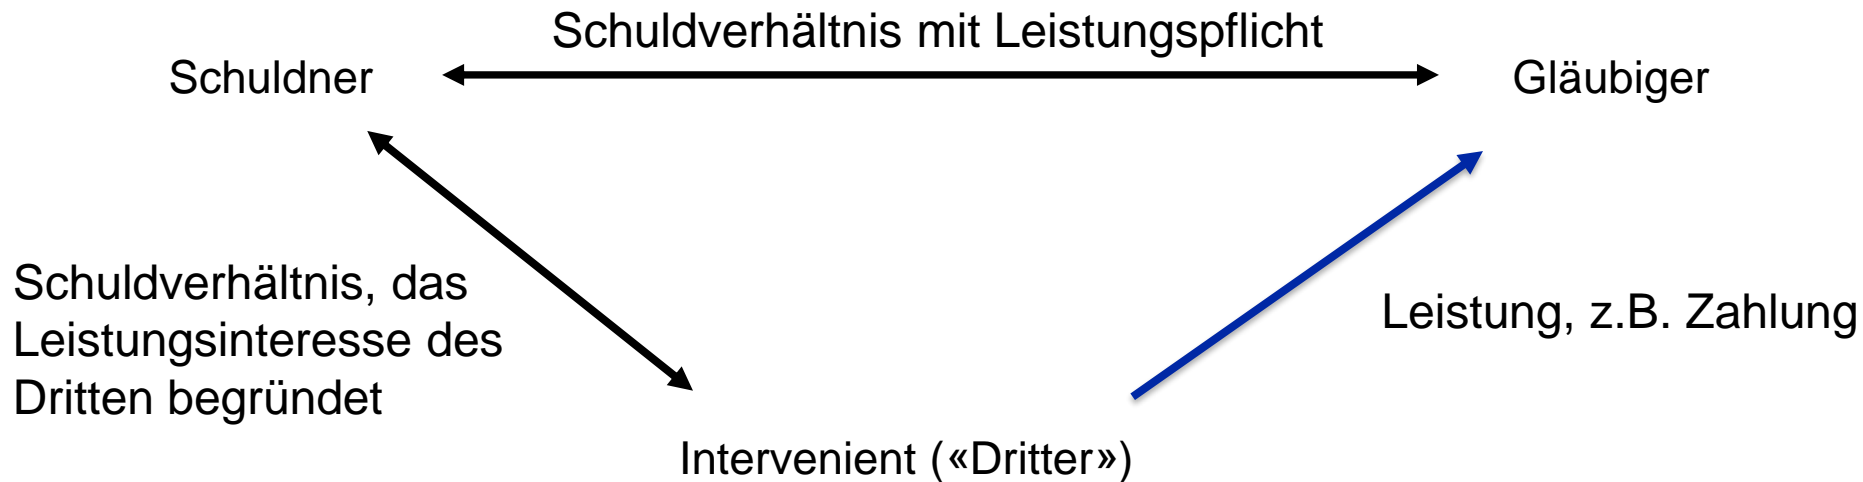 Schuldverhältnis mit Leistungspflicht
Schuldner
Gläubiger
Schuldverhältnis, das
Leistungsinteresse des
Dritten begründet
Leistung, z.B. Zahlung
Intervenient («Dritter»)